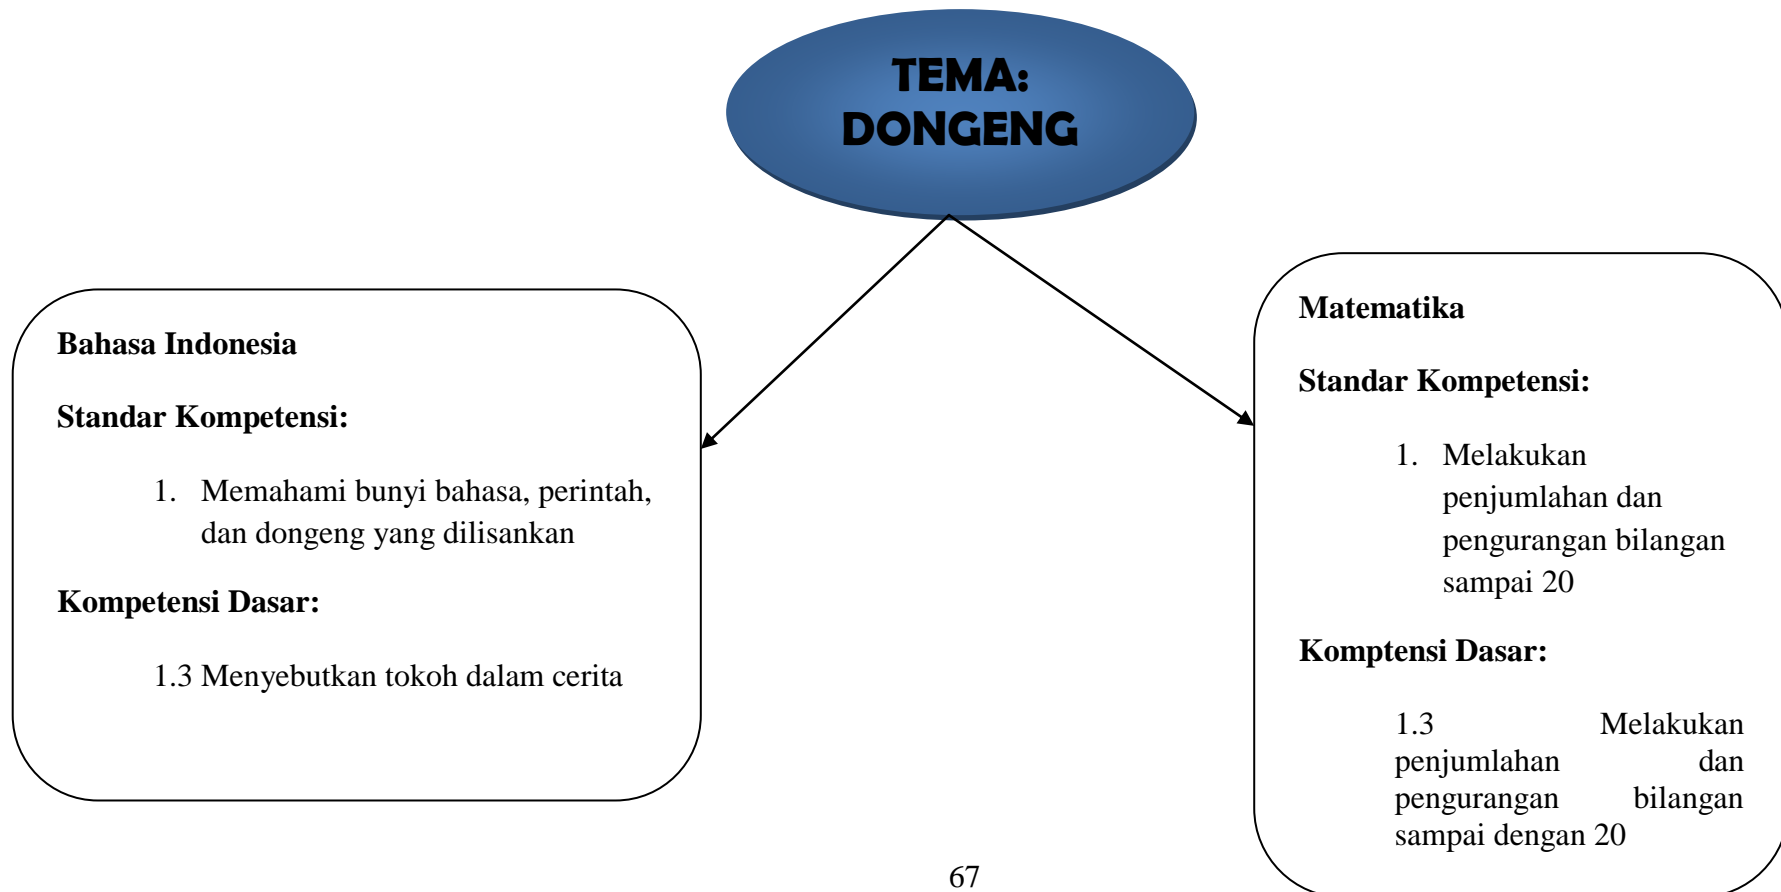 TEMA:
DONGENG
Bahasa Indonesia
Standar Kompetensi:
1. Memahami bunyi bahasa, perintah,
dan dongeng yang dilisankan
Kompetensi Dasar:
1.3 Menyebutkan tokoh dalam cerita
Matematika
Standar Kompetensi:
1. Melakukan
penjumlahan dan
pengurangan bilangan
sampai 20
Komptensi Dasar:
1.3 Melakukan
penjumlahan dan
pengurangan bilangan
sampai dengan 20
67